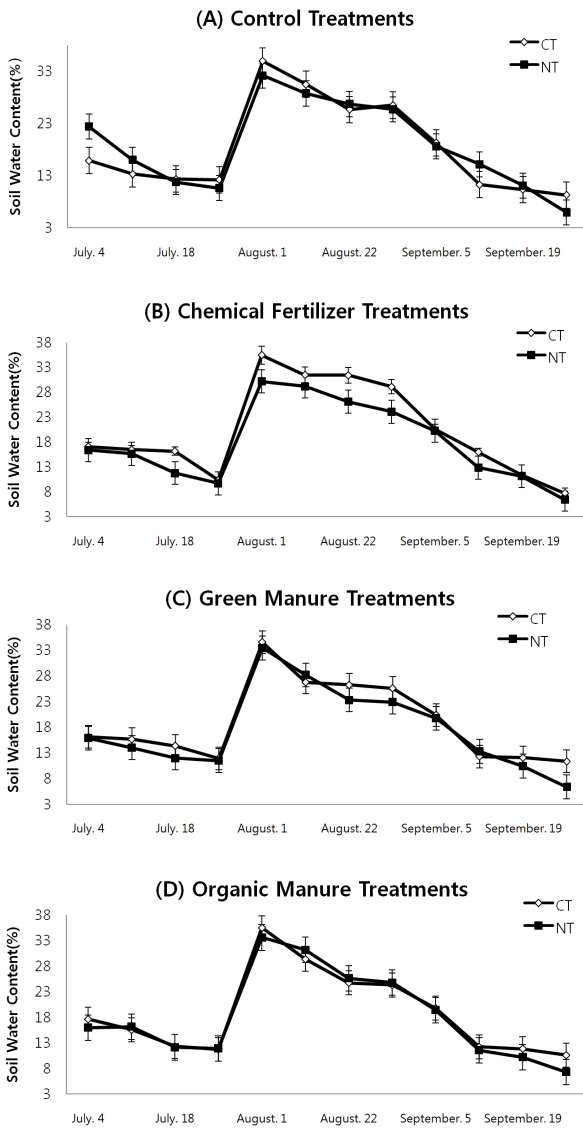 (A) Control Treatments
CT
NT
Soil Water Content(%)
33
23
13
3
July. 4
July. 18
August. 1
August. 22
September. 5
September. 19
(B) Chemical Fertilizer Treatments
CT
NT
Soil Water Content(%)
38
33
28
23
18
13
8
3
July. 4
July. 18
August. 1
August. 22
September. 5
September. 19
(C) Green Manure Treatments
CT
NT
Soil Water Content(%)
38
33
28
23
18
13
8
3
July. 4
July. 18
August. 1
August. 22
September. 5
September. 19
(D) Organic Manure Treatments
CT
NT
Soil Water Content(%)
38
33
28
23
18
13
8
3
July. 4
July. 18
August. 1
August. 22
September. 5
September. 19